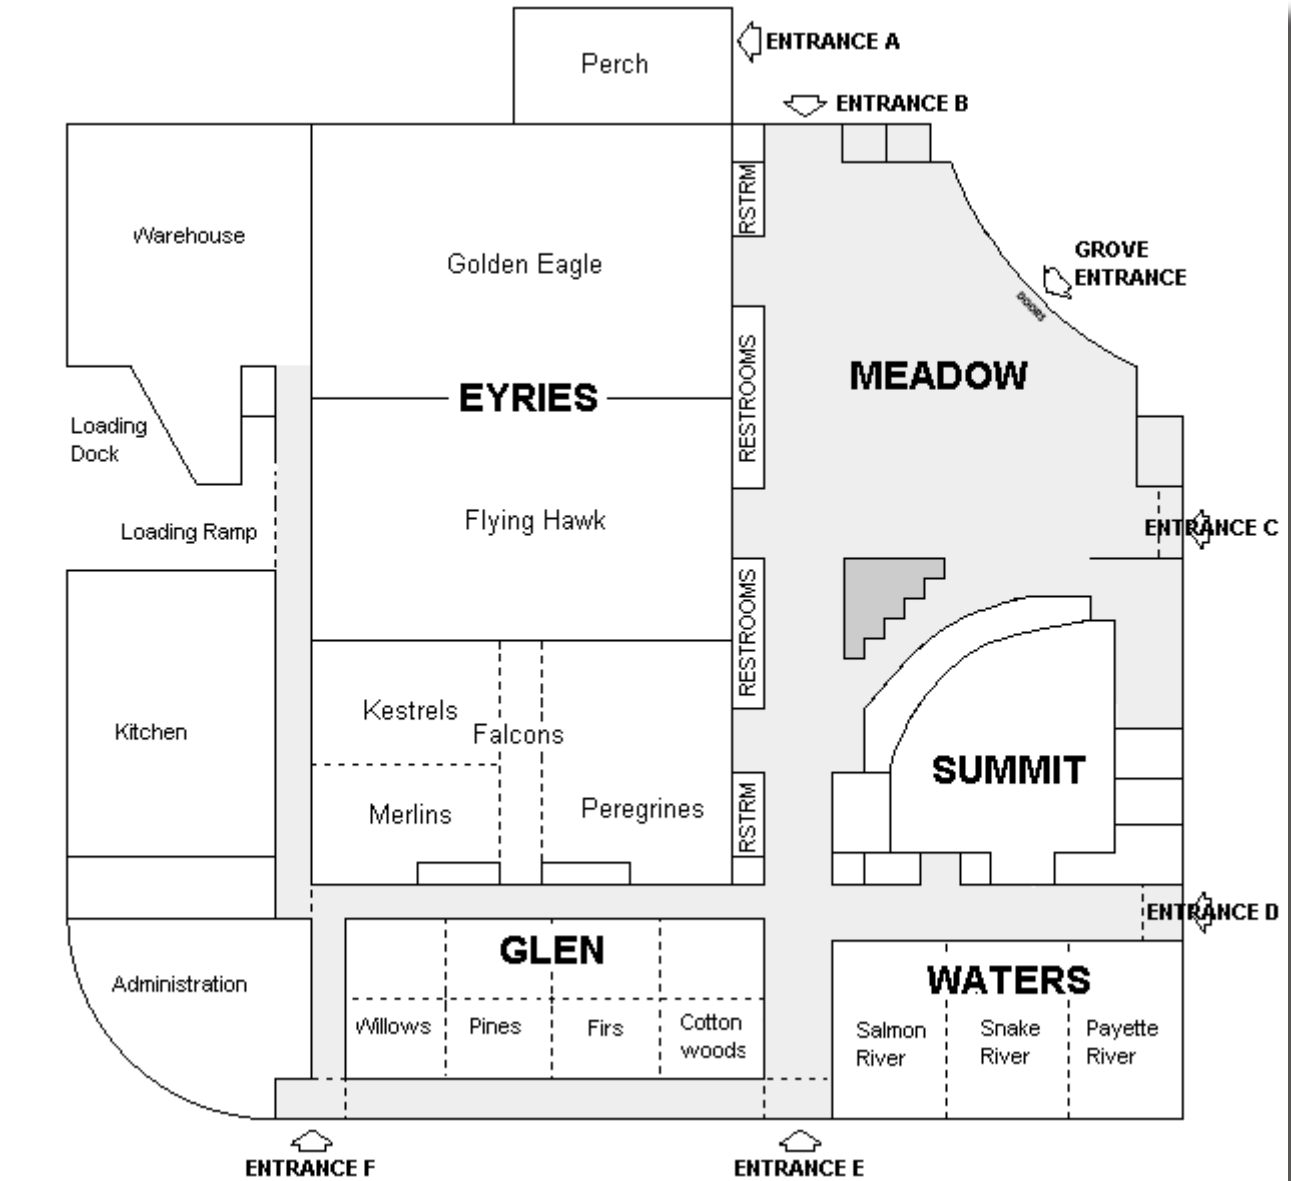 Perch
ENTRANCE A
ENTRANCE B
Warehouse
RSTRM
Golden Eagle
GROVE
ENTRANCE
DOORS
RESTROOMS
MEADOW
EYRIES
Loading
Dock
Flying Hawk
Loading Ramp
ENTRANCE C
RESTROOMS
Kestrels
Falcons
Kitchen
SUMMIT
Merlins
Peregrines
RSTRM
ENTRANCE D
GLEN
WATERS
Administration
Willows
Pines
Firs
Cotton
woods
Salmon
River
Snake
River
Payette
River
ENTRANCE F
ENTRANCE E